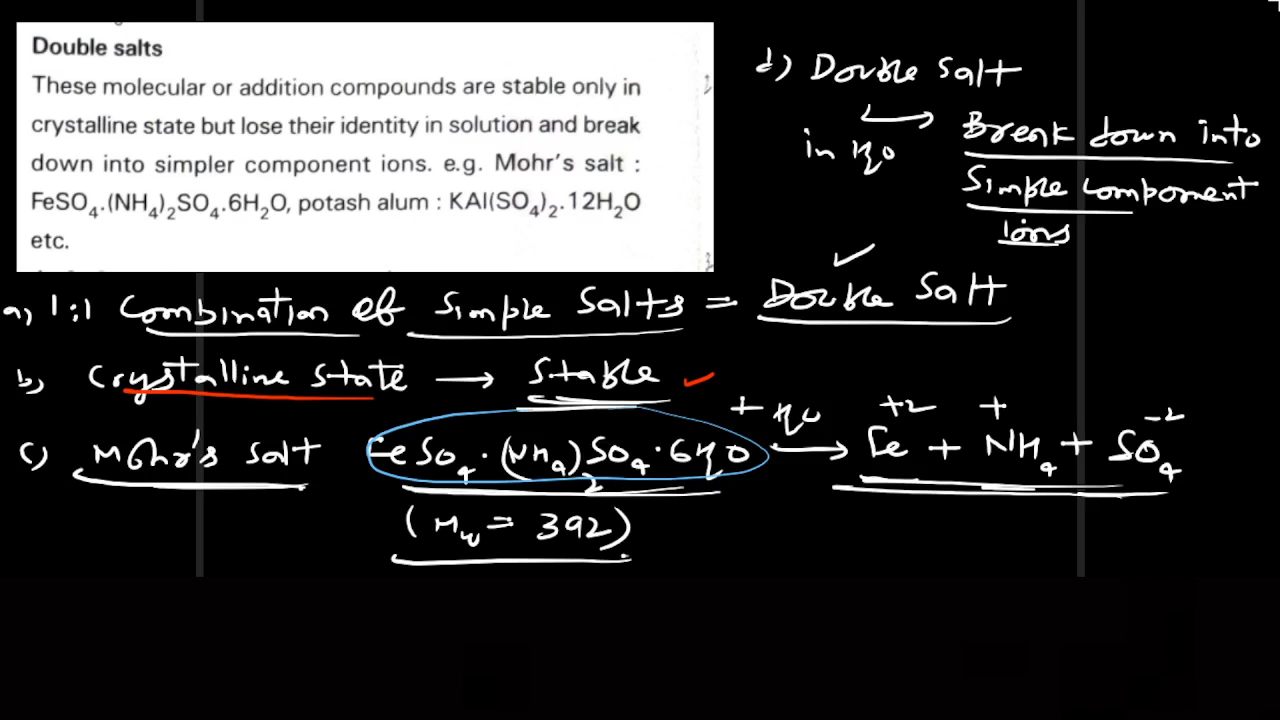 Double salts
These molecular or addition compounds are stable only in
crystalline state but lose their identity in solution and break
down into simpler component ions. e.g. Mohr's salt :
FeSO₄.(NH₄)₂SO₄.6H₂O, potash alum : KAl(SO₄)₂.12H₂O
etc.
d) Double Salt
in H₂O → Break down into
Simple component
ions
a) 1:1 Combination of Simple Salts = Double Salt
b) Crystalline State → Stable
c) Mohr's Salt FeSO₄·(NH₄)₂SO₄·6H₂O + H₂O → Fe⁺² + NH₄⁺ + SO₄⁻²
(Mw = 392)